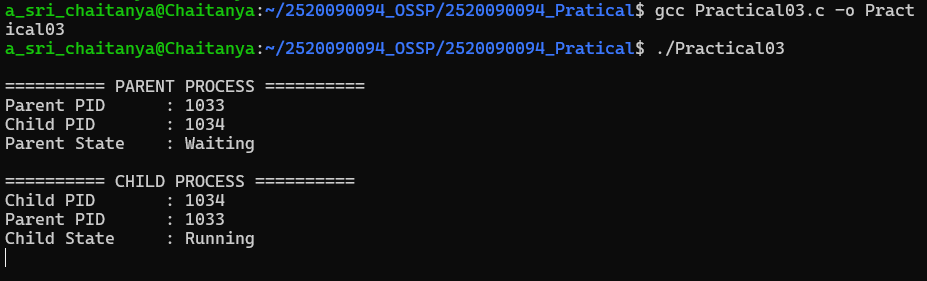 a_sri_chaitanya@Chaitanya:~/2520090094_OSSP/2520090094_Pratical$ gcc Practical03.c -o Pract
ical03
a_sri_chaitanya@Chaitanya:~/2520090094_OSSP/2520090094_Pratical$ ./Practical03

========== PARENT PROCESS ==========
Parent PID      : 1033
Child PID       : 1034
Parent State    : Waiting

========== CHILD PROCESS ==========
Child PID       : 1034
Parent PID      : 1033
Child State     : Running